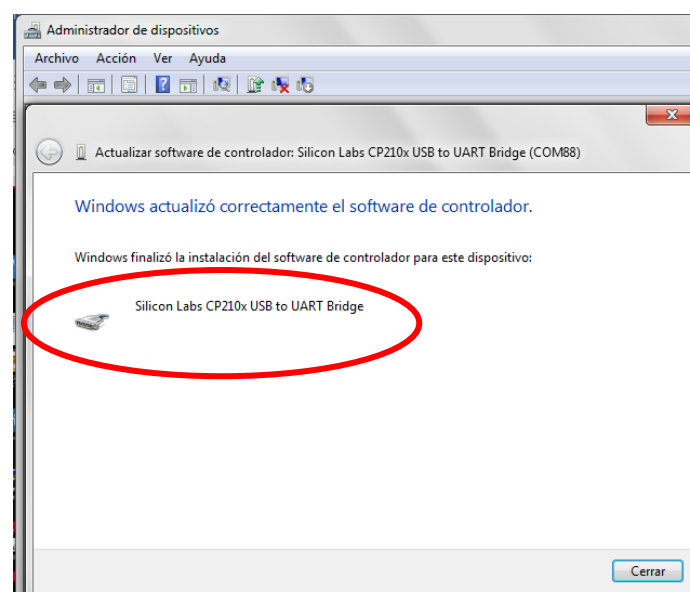 Administrador de dispositivos
Archivo Acción Ver Ayuda
Actualizar software de controlador: Silicon Labs CP210x USB to UART Bridge (COM88)
Windows actualizó correctamente el software de controlador.
Windows finalizó la instalación del software de controlador para este dispositivo:
Silicon Labs CP210x USB to UART Bridge
Cerrar